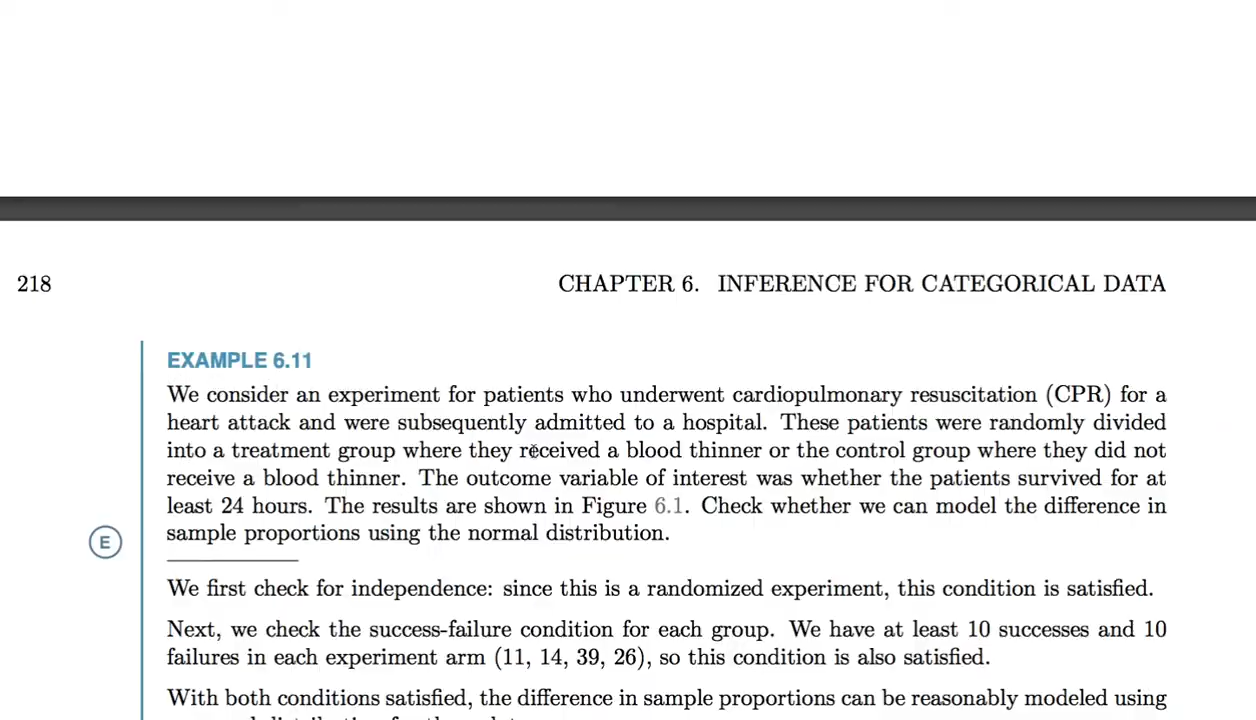 218
CHAPTER 6. INFERENCE FOR CATEGORICAL DATA
EXAMPLE 6.11
We consider an experiment for patients who underwent cardiopulmonary resuscitation (CPR) for a
heart attack and were subsequently admitted to a hospital. These patients were randomly divided
into a treatment group where they received a blood thinner or the control group where they did not
receive a blood thinner. The outcome variable of interest was whether the patients survived for at
least 24 hours. The results are shown in Figure 6.1. Check whether we can model the difference in
sample proportions using the normal distribution.
E
We first check for independence: since this is a randomized experiment, this condition is satisfied.
Next, we check the success-failure condition for each group. We have at least 10 successes and 10
failures in each experiment arm (11, 14, 39, 26), so this condition is also satisfied.
With both conditions satisfied, the difference in sample proportions can be reasonably modeled using